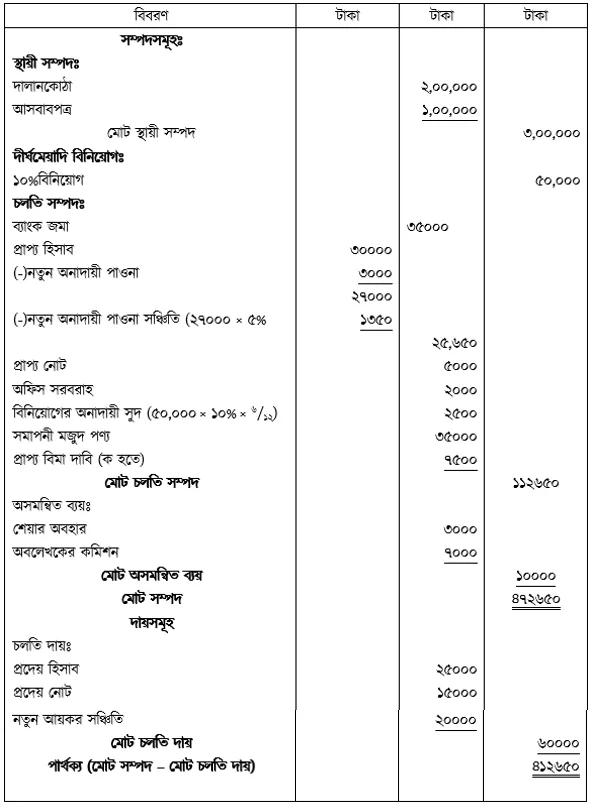 বিবরণ টাকা টাকা টাকা
সম্পদসমূহঃ
স্থায়ী সম্পদঃ
দালানকোঠা ২,০০,০০০
আসবাবপত্র ১,০০,০০০
মোট স্থায়ী সম্পদ ৩,০০,০০০
দীর্ঘমেয়াদি বিনিয়োগঃ
১০%বিনিয়োগ ৫০,০০০
চলতি সম্পদঃ
ব্যাংক জমা ৩৫০০০
প্রাপ্য হিসাব ৩০০০০
(-)নতুন অনাদায়ী পাওনা ৩০০০
২৭০০০
(-)নতুন অনাদায়ী পাওনা সঞ্চিতি (২৭০০০ × ৫% ১৩৫০
২৫,৬৫০
প্রাপ্য নোট ৫০০০
অফিস সরবরাহ ২০০০
বিনিয়োগের অনাদায়ী সুদ (৫০,০০০ × ১০% × ৬/১২) ২৫০০
সমাপনী মজুদ পণ্য ৩৫০০০
প্রাপ্য বিমা দাবি (ক হতে) ৭৫০০
মোট চলতি সম্পদ ১১২৬৫০
অসমন্বিত ব্যয়ঃ
শেয়ার অবহার ৩০০০
অবলেখকের কমিশন ৭০০০
মোট অসমন্বিত ব্যয় ১০০০০
মোট সম্পদ ৪৭২৬৫০
দায়সমূহ
চলতি দায়ঃ
প্রদেয় হিসাব ২৫০০০
প্রদেয় নোট ১৫০০০
নতুন আয়কর সঞ্চিতি ২০০০০
মোট চলতি দায় ৬০০০০
পার্থক্য (মোট সম্পদ – মোট চলতি দায়) ৪১২৬৫০